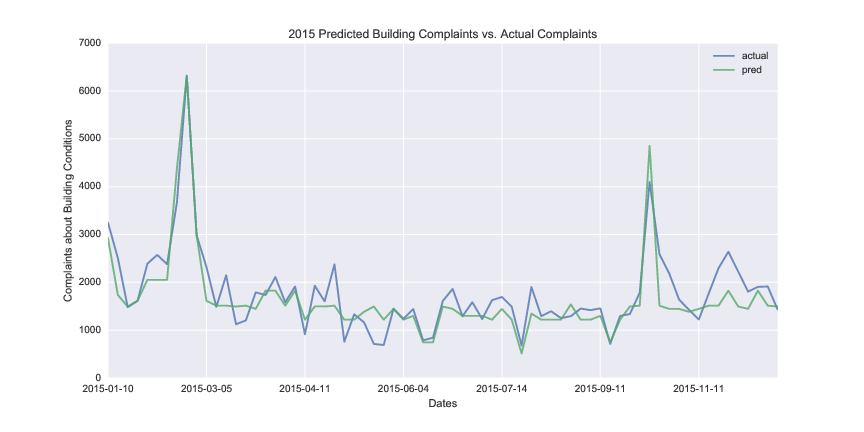 2015 Predicted Building Complaints vs. Actual Complaints
7000
6000
5000
4000
3000
2000
1000
0
Complaints about Building Conditions
actual
pred
2015-01-10 2015-03-05 2015-04-11 2015-06-04 2015-07-14 2015-09-11 2015-11-11
Dates